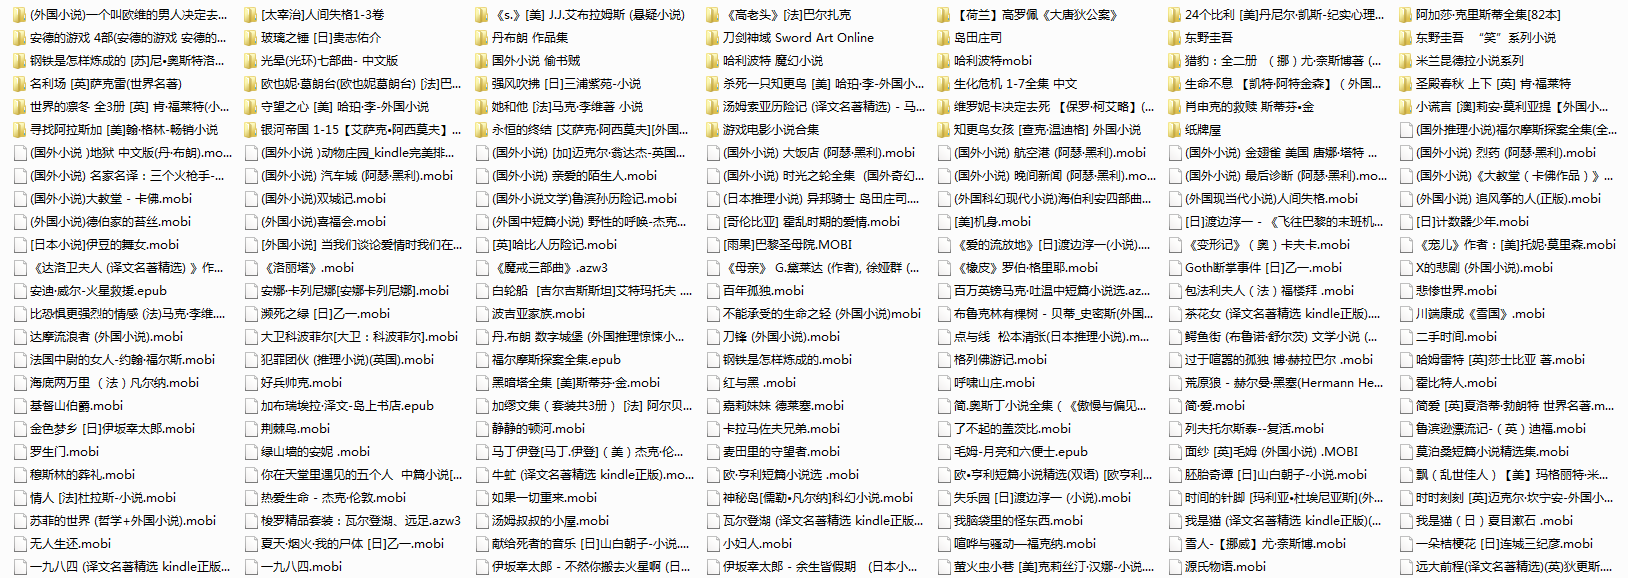 (外国小说)一个叫欧维的男人决定去... [太宰治]人间失格1-3卷 《s.》[美] J.J.艾布拉姆斯 (悬疑小说) 《高老头》[法]巴尔扎克 【荷兰】高罗佩《大唐狄公案》 24个比利 [美]丹尼尔·凯斯-纪实心理... 阿加莎·克里斯蒂全集[82本]
安德的游戏 4部(安德的游戏 安德的... 玻璃之锤 [日]贵志佑介 丹布朗 作品集 刀剑神域 Sword Art Online 岛田庄司 东野圭吾 东野圭吾 “笑”系列小说
钢铁是怎样炼成的 [苏]尼•奥斯特洛... 光晕(光环)七部曲- 中文版 国外小说 偷书贼 哈利波特 魔幻小说 哈利波特mobi 猎豹：全二册 （挪）尤·奈斯博著 (... 米兰昆德拉小说系列
名利场 [英]萨克雷(世界名著) 欧也妮·葛朗台(欧也妮葛朗台) [法]巴... 强风吹拂 [日]三浦紫苑-小说 杀死一只知更鸟 [美] 哈珀·李-外国小... 生化危机 1-7全集 中文 生命不息 【凯特·阿特金森】 ( 外国... 圣殿春秋 上下 [英] 肯·福莱特
世界的凛冬 全3册 [英] 肯·福莱特(小... 守望之心 [美] 哈珀·李-外国小说 她和他 [法]马克·李维著 小说 汤姆索亚历险记 (译文名著精选) - 马... 维罗妮卡决定去死 【保罗·柯艾略】(... 肖申克的救赎 斯蒂芬•金 小谎言 [澳]莉安·莫利亚提【外国小...
寻找阿拉斯加 [美]翰·格林-畅销小说 银河帝国 1-15【艾萨克•阿西莫夫】... 永恒的终结 [艾萨克·阿西莫夫][外国... 游戏电影小说合集 知更鸟女孩 [查克·温迪格] 外国小说 纸牌屋 (国外推理小说)福尔摩斯探案全集(全...
(国外小说 )地狱 中文版(丹·布朗).mo... (国外小说 )动物庄园_kindle完美排... (国外小说) [加]迈克尔·翁达杰-英国... (国外小说) 大饭店 (阿瑟·黑利).mobi (国外小说) 航空港 (阿瑟·黑利).mobi (国外小说) 金翅雀 美国 唐娜·塔特 ... (国外小说) 烈药 (阿瑟·黑利).mobi
(国外小说) 名家名译：三个火枪手-... (国外小说) 汽车城 (阿瑟·黑利).mobi (国外小说) 亲爱的陌生人.mobi (国外小说) 时光之轮全集（国外奇幻... (国外小说) 晚间新闻 (阿瑟·黑利).m... (国外小说) 最后诊断 (阿瑟·黑利).mo... (国外小说)《大教堂（卡佛作品）》...
(国外小说)大教堂 - 卡佛.mobi (国外小说)双城记.mobi (国外小说文学)鲁滨孙历险记.mobi (日本推理小说) 异邦骑士 岛田庄司.... (外国科幻现代小说)海伯利安四部曲... (外国现当代小说)人间失格.mobi (外国小说) 追风筝的人(正版).mobi
(外国小说)德伯家的苔丝.mobi (外国小说)喜福会.mobi (外国中短篇小说) 野性的呼唤-杰克... [哥伦比亚] 霍乱时期的爱情.mobi [美]机身.mobi [日]渡边淳一 - 《飞往巴黎的末班机... [日]计数器少年.mobi
[日本小说]伊豆的舞女.mobi [外国小说] 当我们谈论爱情时我们在... [英]哈比人历险记.mobi [雨果]巴黎圣母院.MOBI 《爱的流放地》[日]渡边淳一(小说).... 《变形记》（奥）卡夫卡.mobi 《宠儿》作者：[美]托妮·莫里森.mobi
《达洛卫夫人 (译文名著精选) 》作... 《洛丽塔》.mobi 《魔戒三部曲》.azw3 《母亲》 G.黛莱达 (作者), 徐娅群 (... 《橡皮》罗伯·格里耶.mobi Goth断掌事件 [日]乙一.mobi X的悲剧 (外国小说).mobi
安迪·威尔-火星救援.epub 安娜·卡列尼娜[安娜卡列尼娜].mobi 白轮船 [吉尔吉斯斯坦]艾特玛托夫 .... 百年孤独.mobi 百万英镑马克·吐温中短篇小说选.az... 包法利夫人（法）福楼拜 .mobi 悲惨世界.mobi
比恐惧更强烈的情感 (法)马克·李维.... 濒死之绿 [日]乙一.mobi 波吉亚家族.mobi 不能承受的生命之轻 (外国小说)mobi 布鲁克林有棵树 - 贝蒂_史密斯(外国... 茶花女 (译文名著精选 kindle正版).... 川端康成《雪国》.mobi
达摩流浪者 (外国小说).mobi 大卫科波菲尔[大卫：科波菲尔].mobi 丹.布朗 数字城堡 (外国推理惊悚小... 刀锋 (外国小说).mobi 点与线 松本清张(日本推理小说).m... 鳄鱼街 (布鲁诺·舒尔茨) 文学小说 (... 二手时间.mobi
法国中尉的女人-约翰·福尔斯.mobi 犯罪团伙 (推理小说)(英国).mobi 福尔摩斯探案全集.epub 钢铁是怎样炼成的.mobi 格列佛游记.mobi 过于喧嚣的孤独 博·赫拉巴尔 .mobi 哈姆雷特 [英]莎士比亚 著.mobi
海底两万里（法）凡尔纳.mobi 好兵帅克.mobi 黑暗塔全集 [美]斯蒂芬·金.mobi 红与黑 .mobi 呼啸山庄.mobi 荒原狼 - 赫尔曼·黑塞(Hermann He... 霍比特人.mobi
基督山伯爵.mobi 加布瑞埃拉·泽文-岛上书店.epub 加缪文集（套装共3册） [法] 阿尔贝... 嘉莉妹妹 德莱塞.mobi 简.奥斯丁小说全集（《傲慢与偏见... 简·爱.mobi 简爱 [英]夏洛蒂·勃朗特 世界名著.m...
金色梦乡 [日]伊坂幸太郎.mobi 荆棘鸟.mobi 静静的顿河.mobi 卡拉马佐夫兄弟.mobi 了不起的盖茨比.mobi 列夫托尔斯泰--复活.mobi 鲁滨逊漂流记-(英）迪福.mobi
罗生门.mobi 绿山墙的安妮 .mobi 马丁伊登[马丁.伊登]（美）杰克·伦... 麦田里的守望者.mobi 毛姆-月亮和六便士.epub 面纱 [英]毛姆 (外国小说) .MOBI 莫泊桑短篇小说精选集.mobi
穆斯林的葬礼.mobi 你在天堂里遇见的五个人 中篇小说[... 牛虻 (译文名著精选 kindle正版).mo... 欧·亨利短篇小说选 .mobi 欧•亨利短篇小说精选(双语) [欧亨利... 胚胎奇谭 [日]山白朝子-小说.mobi 飘（乱世佳人）【美】玛格丽特·米...
情人 [法]杜拉斯-小说.mobi 热爱生命 - 杰克·伦敦.mobi 如果一切重来.mobi 神秘岛[儒勒•凡尔纳]科幻小说.mobi 失乐园 [日]渡边淳一 (小说).mobi 时间的针脚 [玛利亚•杜埃尼亚斯](外... 时时刻刻 [英]迈克尔·坎宁安-外国小...
苏菲的世界 (哲学+外国小说).mobi 梭罗精品套装：瓦尔登湖、远足.azw3 汤姆叔叔的小屋.mobi 瓦尔登湖 (译文名著精选 kindle正版... 我脑袋里的怪东西.mobi 我是猫 (译文名著精选 kindle正版)(... 我是猫（日）夏目漱石 .mobi
无人生还.mobi 夏天·烟火·我的尸体 [日]乙一.mobi 献给死者的音乐 [日]山白朝子-小说.... 小妇人.mobi 喧哗与骚动—福克纳.mobi 雪人-【挪威】尤·奈斯博.mobi 一朵桔梗花 [日]连城三纪彦.mobi
一九八四 (译文名著精选 kindle正版... 一九八四.mobi 伊坂幸太郎 - 不然你搬去火星啊 (日... 伊坂幸太郎 - 余生皆假期 （日本小... 萤火虫小巷 [美]克莉丝汀·汉娜-小说.... 源氏物语.mobi 远大前程(译文名著精选)(英)狄更斯....